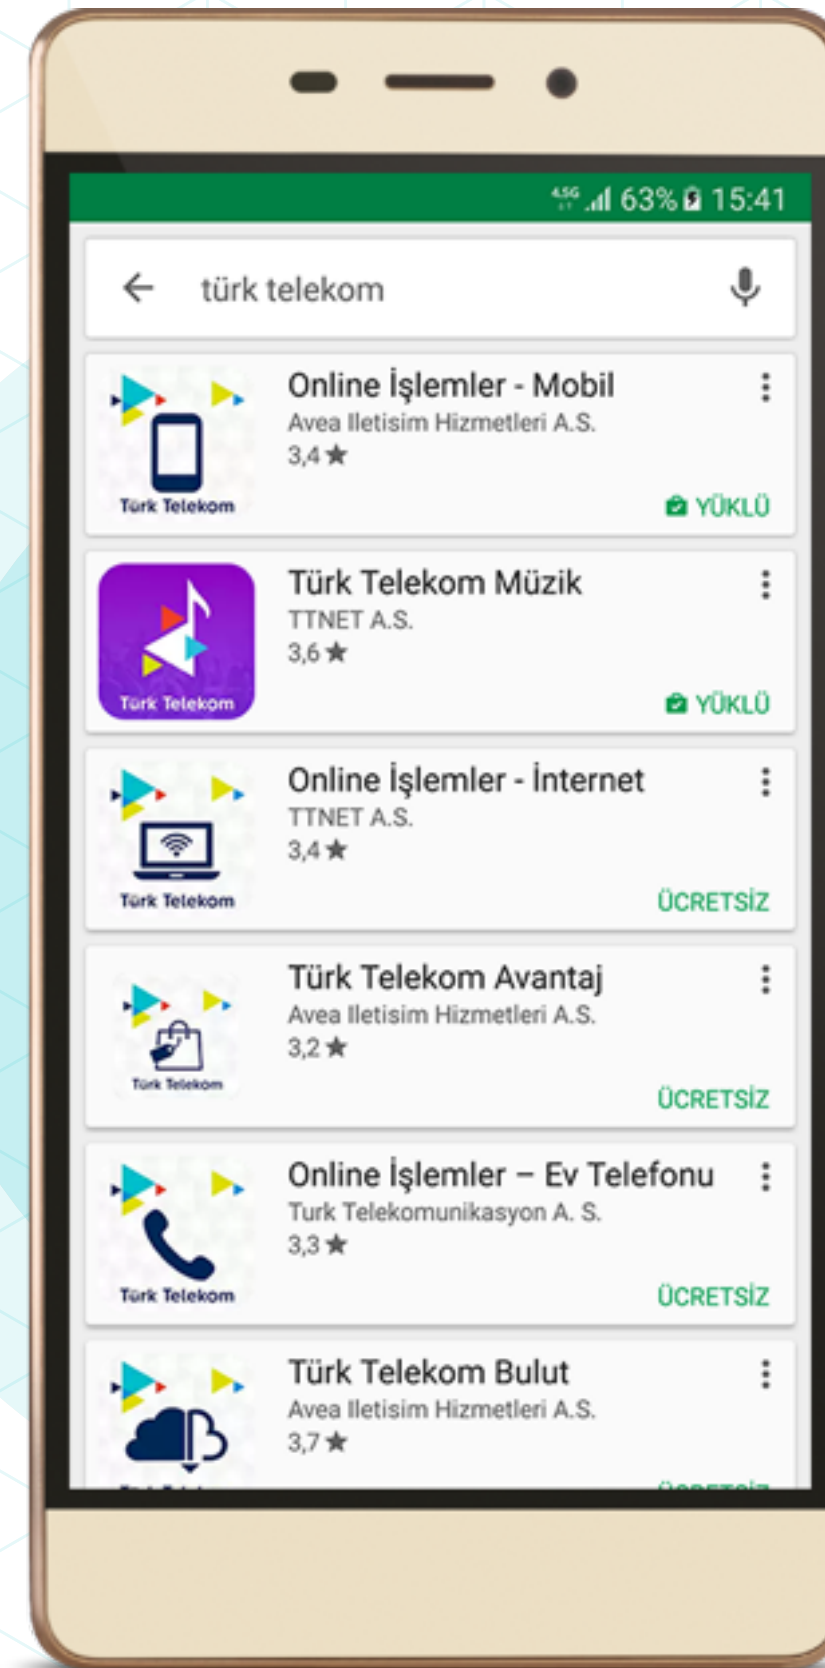 4.5G 63% 15:41
türk telekom
Online İşlemler - Mobil
Avea Iletisim Hizmetleri A.S.
3,4
Türk Telekom
YÜKLÜ
Türk Telekom Müzik
TTNET A.S.
3,6
Türk Telekom
YÜKLÜ
Online İşlemler - İnternet
TTNET A.S.
3,4
Türk Telekom
ÜCRETSİZ
Türk Telekom Avantaj
Avea Iletisim Hizmetleri A.S.
3,2
Türk Telekom
ÜCRETSİZ
Online İşlemler – Ev Telefonu
Turk Telekomunikasyon A. S.
3,3
Türk Telekom
ÜCRETSİZ
Türk Telekom Bulut
Avea Iletisim Hizmetleri A.S.
3,7